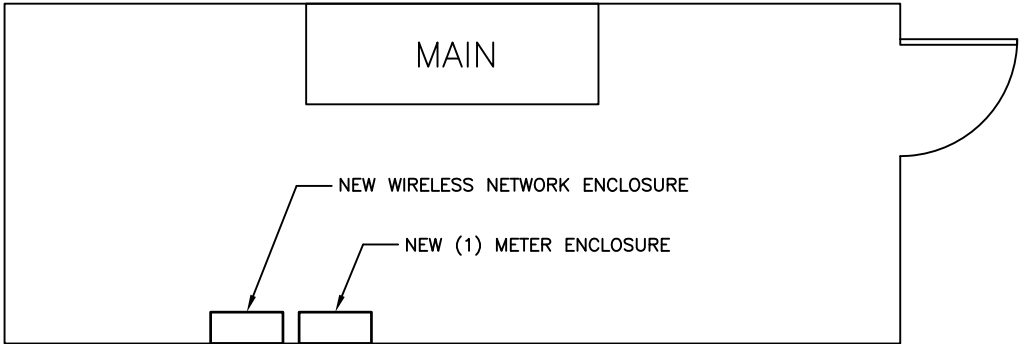 MAIN
NEW WIRELESS NETWORK ENCLOSURE
NEW (1) METER ENCLOSURE